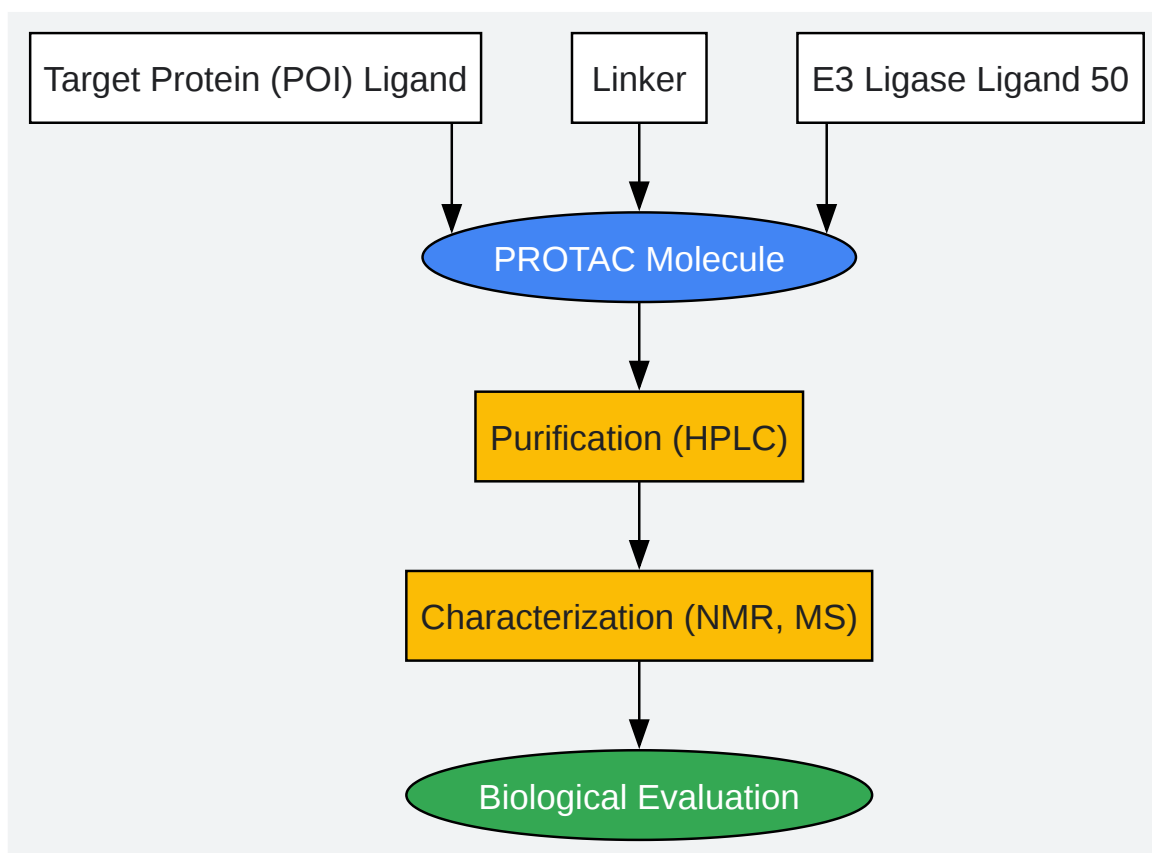 Target Protein (POI) Ligand
Linker
E3 Ligase Ligand 50
PROTAC Molecule
Purification (HPLC)
Characterization (NMR, MS)
Biological Evaluation